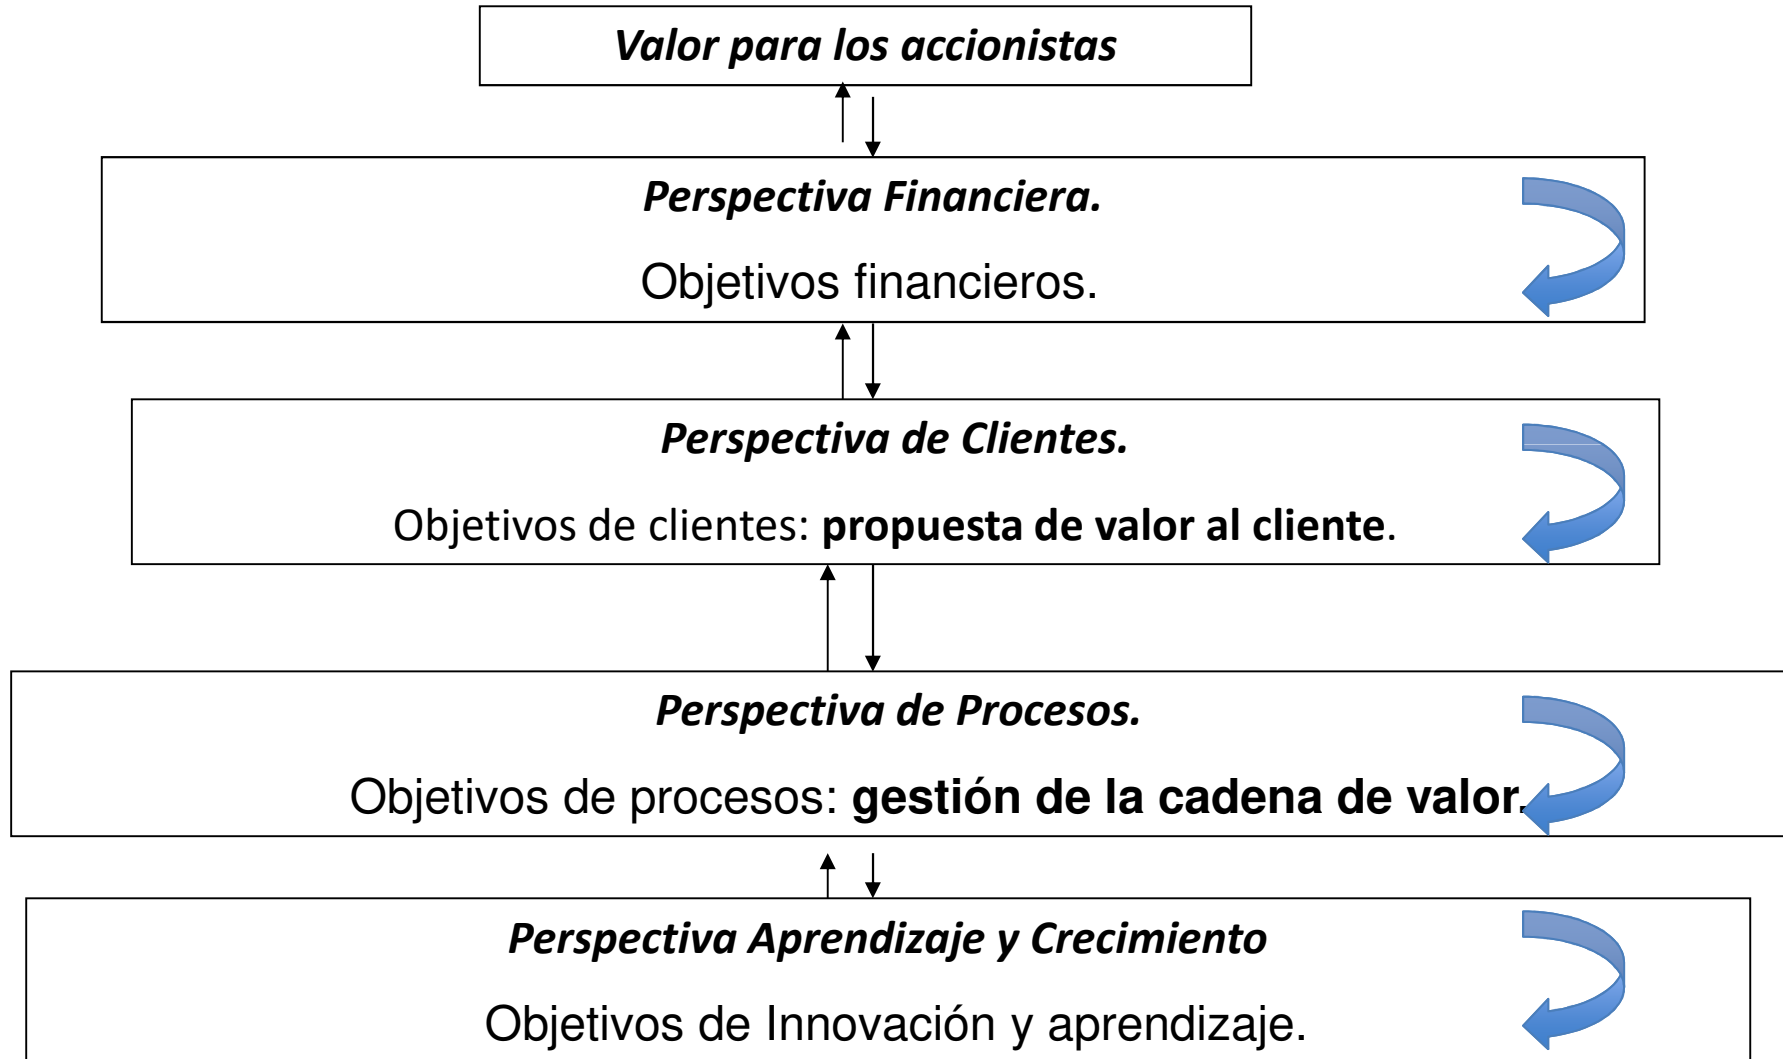 Valor para los accionistas
Perspectiva Financiera.
Objetivos financieros.
Perspectiva de Clientes.
Objetivos de clientes: propuesta de valor al cliente.
Perspectiva de Procesos.
Objetivos de procesos: gestión de la cadena de valor.
Perspectiva Aprendizaje y Crecimiento
Objetivos de Innovación y aprendizaje.